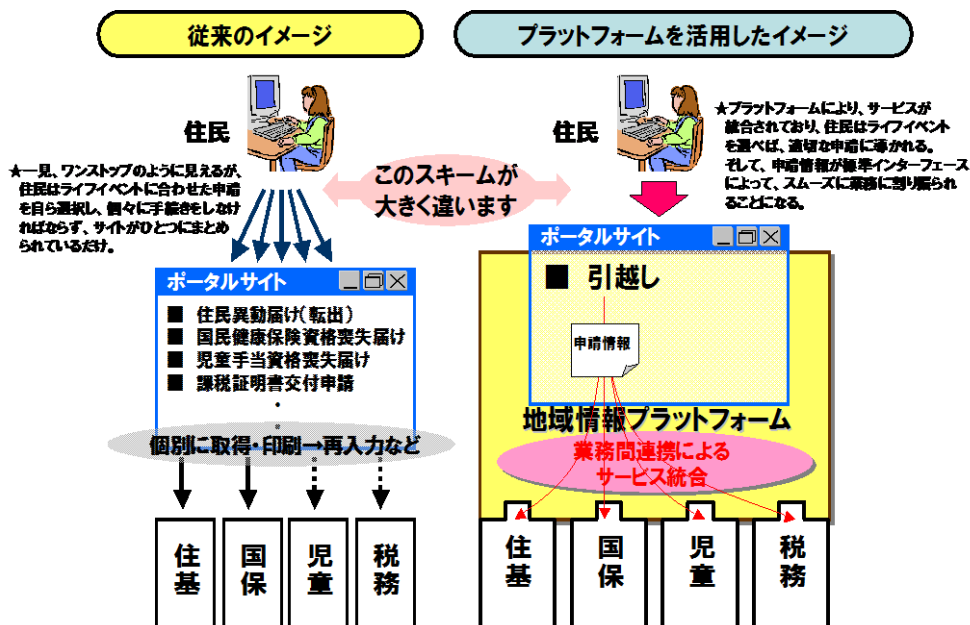 従来のイメージ
住民
★一見、ワンストップのように見えるが、
住民はライフイベントに合わせた申請
を自ら選択し、個々に手続きをしなけ
ればならず、サイトがひとつにまとめ
られているだけ。
ポータルサイト
■ 住民異動届け(転出)
■ 国民健康保険資格喪失届け
■ 児童手当資格喪失届け
■ 課税証明書交付申請
・
個別に取得・印刷→再入力など
住基
国保
児童
税務
このスキームが
大きく違います
プラットフォームを活用したイメージ
住民
★プラットフォームにより、サービスが
統合されており、住民はライフイベント
を選べば、適切な申請に導かれる。
そして、申請情報が標準インターフェース
によって、スムーズに業務に割り振られ
ることになる。
ポータルサイト
■ 引越し
申請情報
地域情報プラットフォーム
業務間連携による
サービス統合
住基
国保
児童
税務